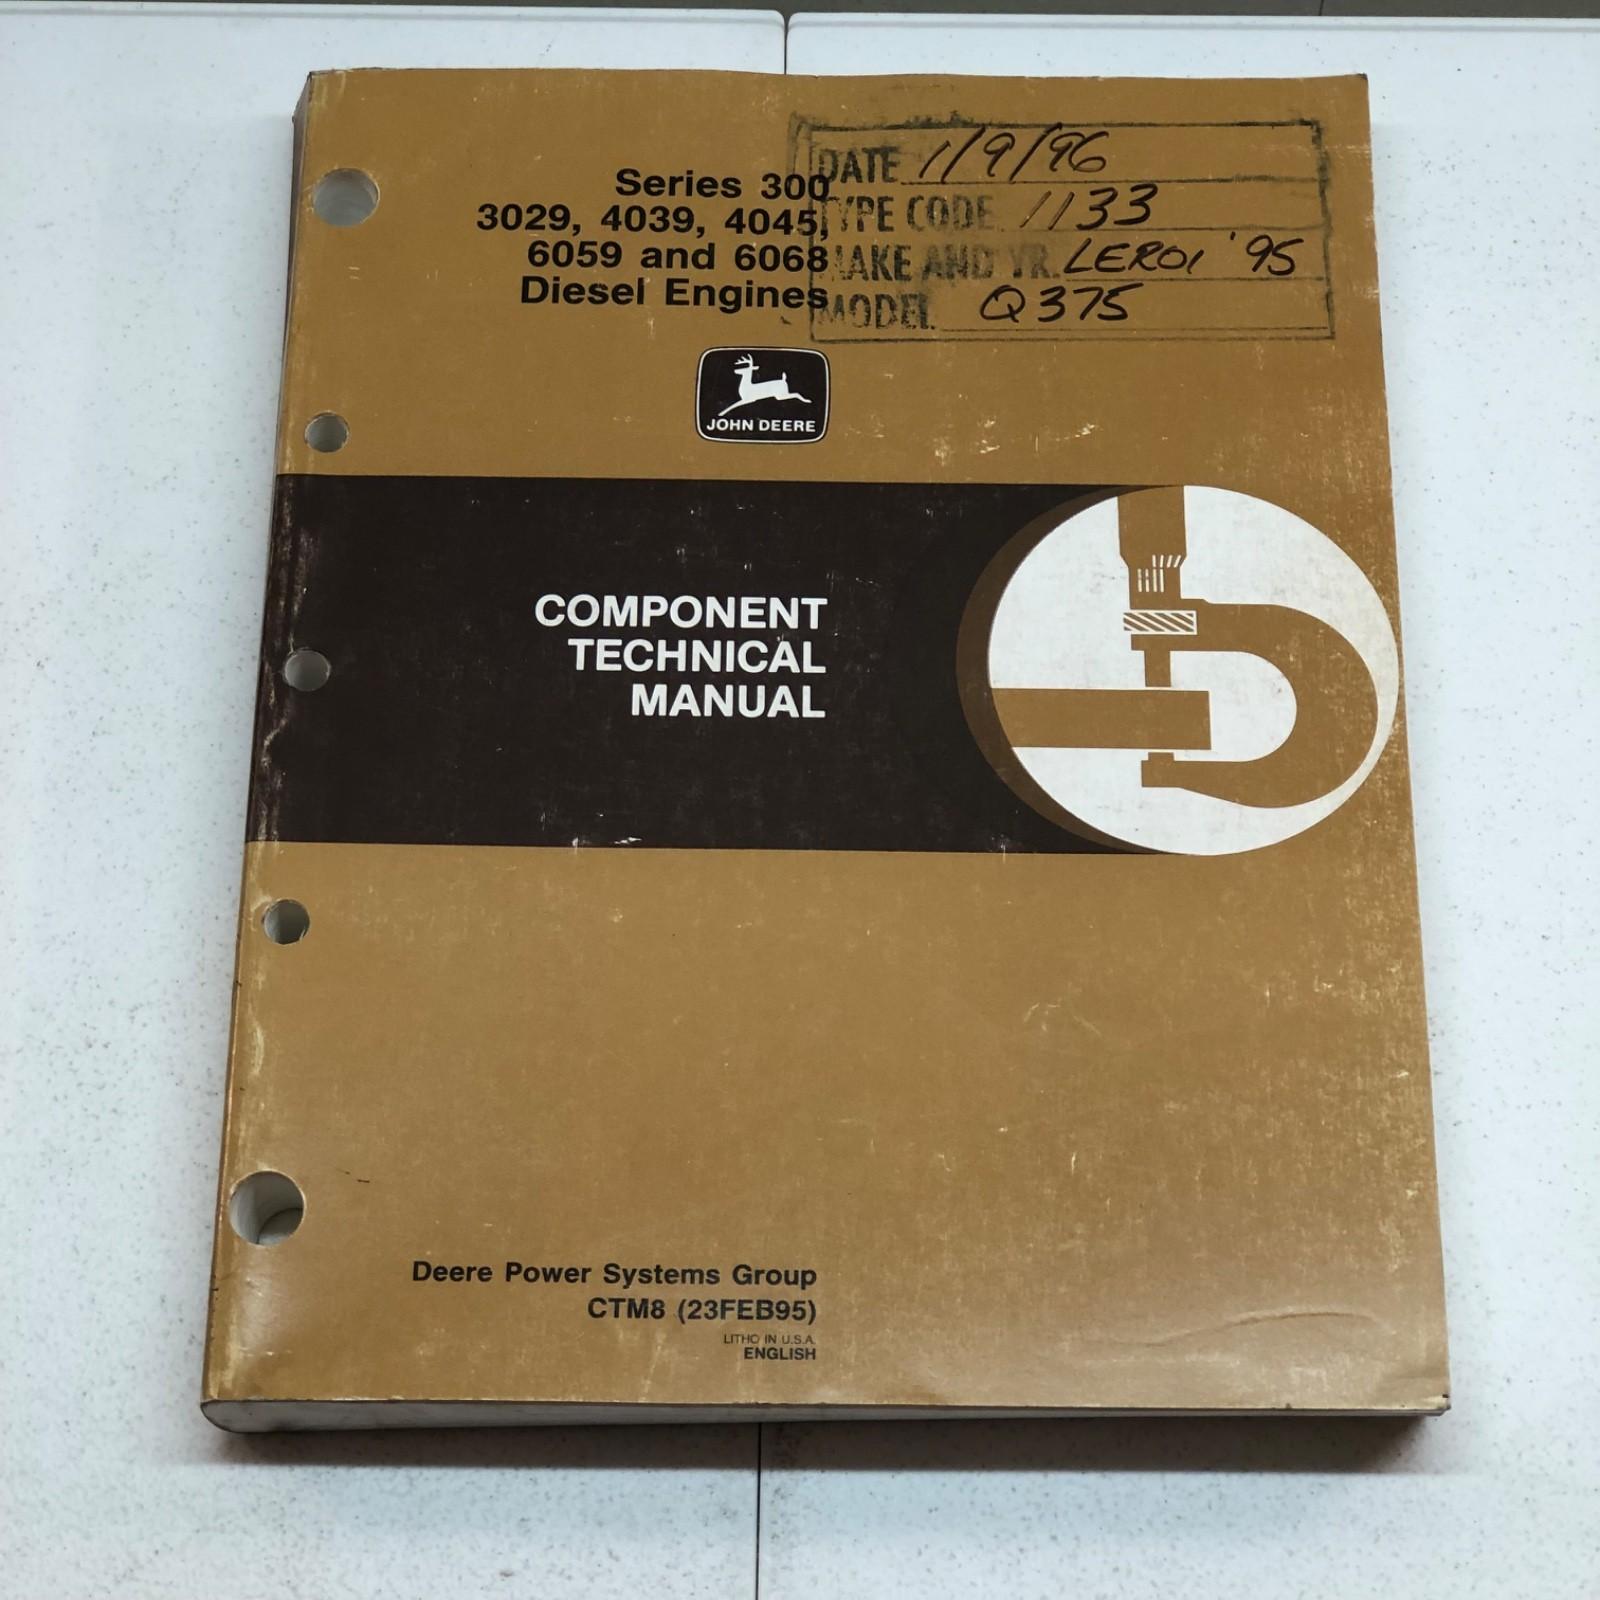 Series 300
3029, 4039, 4045,
6059 and 6068
Diesel Engines
DATE 1/9/96
TYPE CODE 1133
MAKE AND YR. LEROI '95
MODEL Q375
JOHN DEERE
COMPONENT
TECHNICAL
MANUAL
Deere Power Systems Group
CTM8 (23FEB95)
LITHO IN U.S.A.
ENGLISH